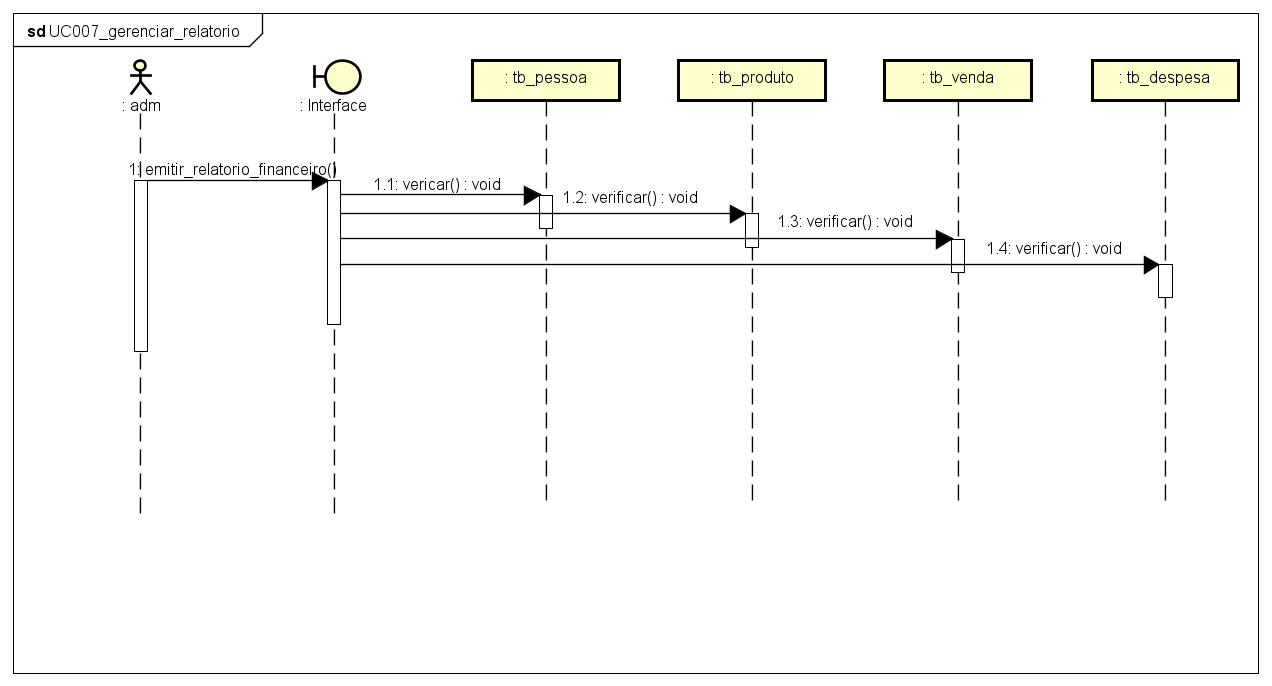 sd UC007_gerenciar_relatorio
: adm
: Interface
: tb_pessoa
: tb_produto
: tb_venda
: tb_despesa
1: emitir_relatorio_financeiro()
1.1: vericar() : void
1.2: verificar() : void
1.3: verificar() : void
1.4: verificar() : void